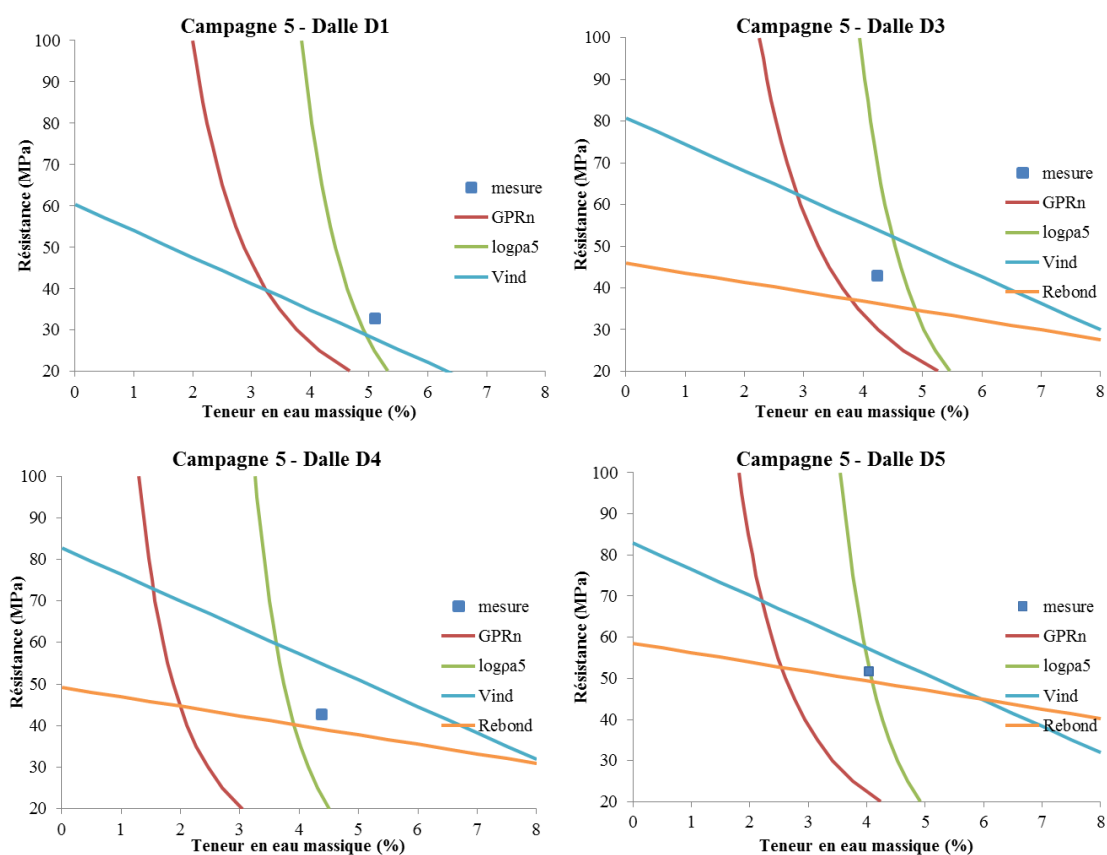 Campagne 5 - Dalle D1
Résistance (MPa)
100
90
80
70
60
50
40
30
20
0 1 2 3 4 5 6 7 8
Teneur en eau massique (%)
mesure
GPRn
logρa5
Vind
Campagne 5 - Dalle D3
Résistance (MPa)
100
90
80
70
60
50
40
30
20
0 1 2 3 4 5 6 7 8
Teneur en eau massique (%)
mesure
GPRn
logρa5
Vind
Rebond
Campagne 5 - Dalle D4
Résistance (MPa)
100
90
80
70
60
50
40
30
20
0 1 2 3 4 5 6 7 8
Teneur en eau massique (%)
mesure
GPRn
logρa5
Vind
Rebond
Campagne 5 - Dalle D5
Résistance (MPa)
100
90
80
70
60
50
40
30
20
0 1 2 3 4 5 6 7 8
Teneur en eau massique (%)
mesure
GPRn
logρa5
Vind
Rebond